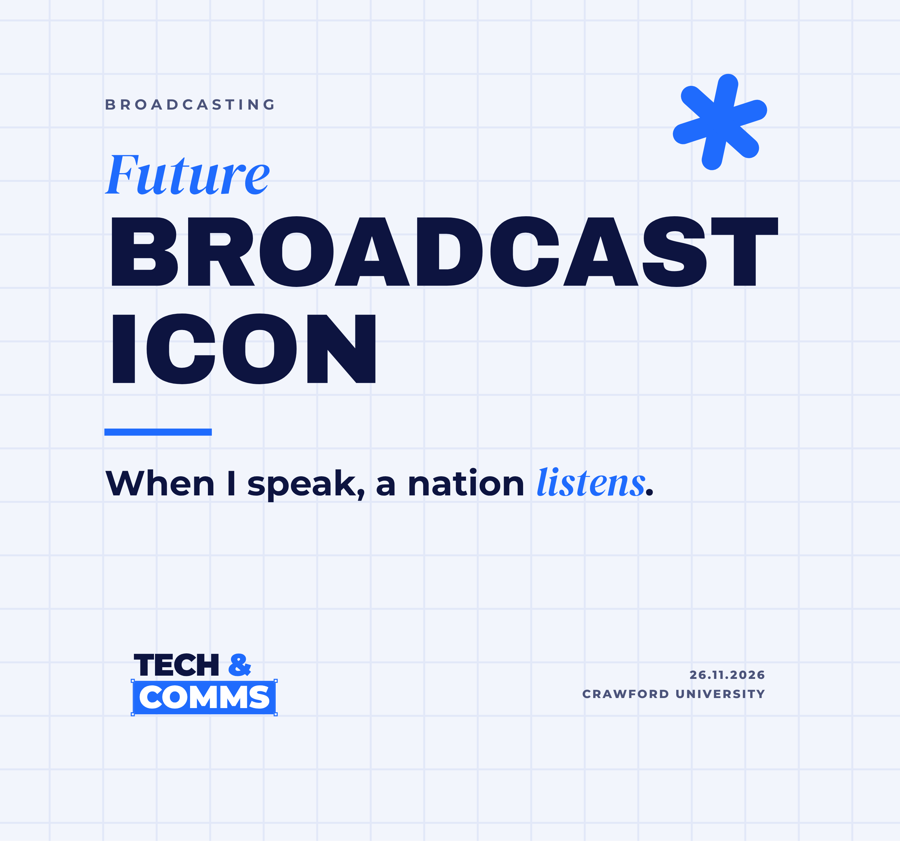 BROADCASTING
Future
BROADCAST
ICON
When I speak, a nation listens.
TECH &
COMMS
26.11.2026
CRAWFORD UNIVERSITY